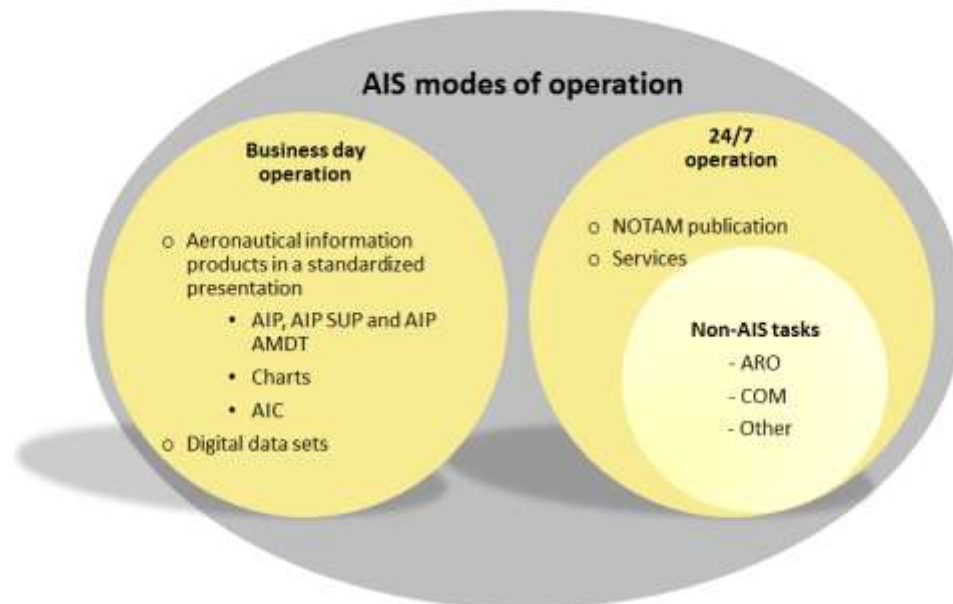 AIS modes of operation
Business day
operation
o Aeronautical information
products in a standardized
presentation
• AIP, AIP SUP and AIP
AMDT
• Charts
• AIC
o Digital data sets
24/7
operation
o NOTAM publication
o Services
Non-AIS tasks
- ARO
- COM
- Other